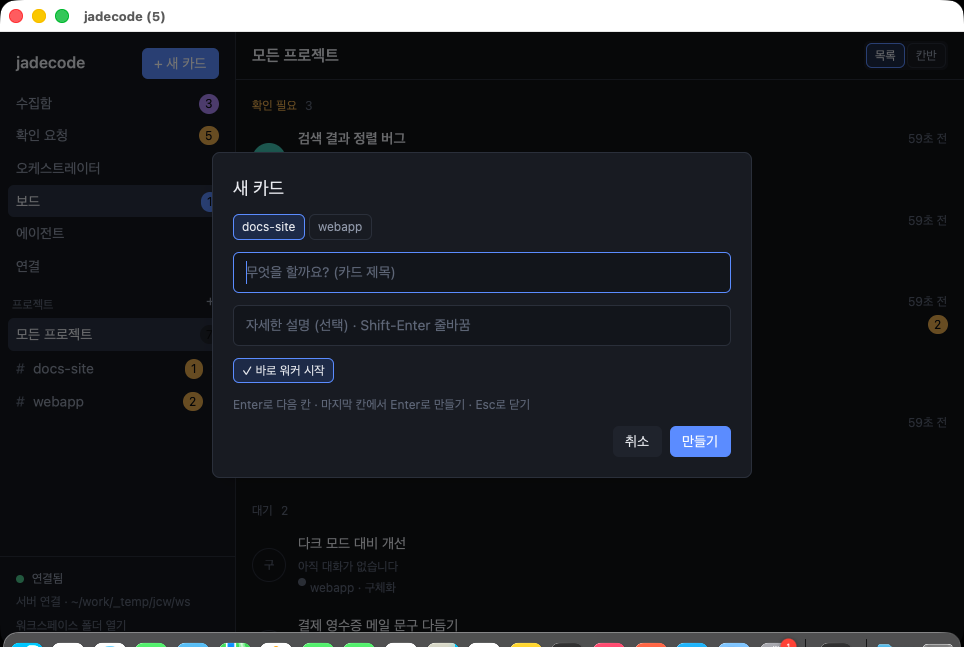 jadecode (5)
jadecode
+ 새 카드
수집함 3
확인 요청 5
오케스트레이터
보드
에이전트
연결
프로젝트 +
모든 프로젝트
# docs-site 1
# webapp 2
연결됨
서버 연결 · ~/work/_temp/jcw/ws
워크스페이스 폴더 열기
모든 프로젝트
목록 칸반
확인 필요 3
검색 결과 정렬 버그 59초 전
59초 전
59초 전
2
59초 전
새 카드
docs-site webapp
무엇을 할까요? (카드 제목)
자세한 설명 (선택) · Shift-Enter 줄바꿈
✓ 바로 워커 시작
Enter로 다음 칸 · 마지막 칸에서 Enter로 만들기 · Esc로 닫기
취소 만들기
대기 2
구
다크 모드 대비 개선
아직 대화가 없습니다
webapp · 구체화
결제 영수증 메일 문구 다듬기